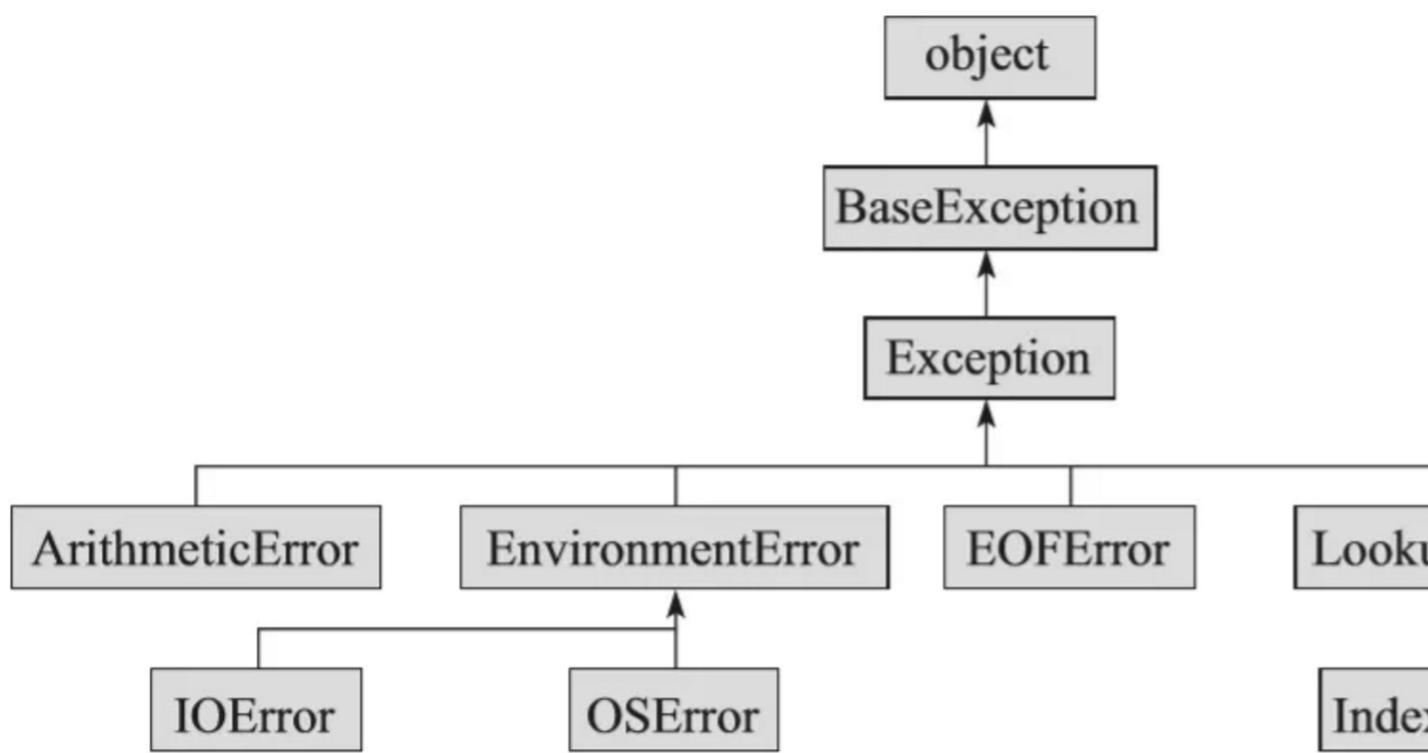 object
BaseException
Exception
ArithmeticError EnvironmentError EOFError
IOError OSError